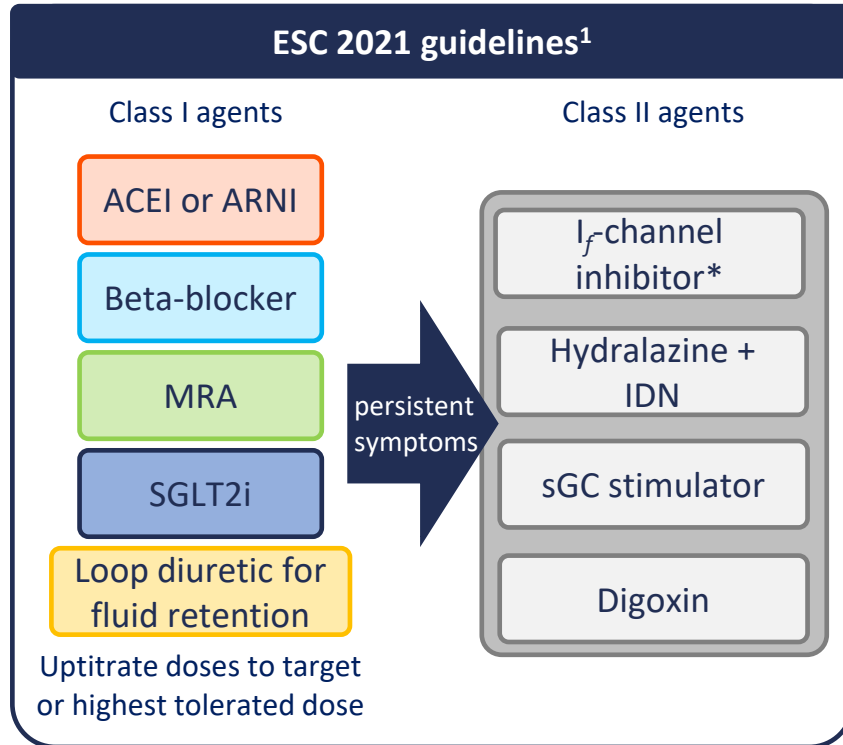 ESC 2021 guidelines¹
Class I agents
ACEI or ARNI
Beta-blocker
MRA
SGLT2i
Loop diuretic for
fluid retention
Uptitrate doses to target
or highest tolerated dose
persistent
symptoms
Class II agents
If-channel
inhibitor*
Hydralazine +
IDN
sGC stimulator
Digoxin